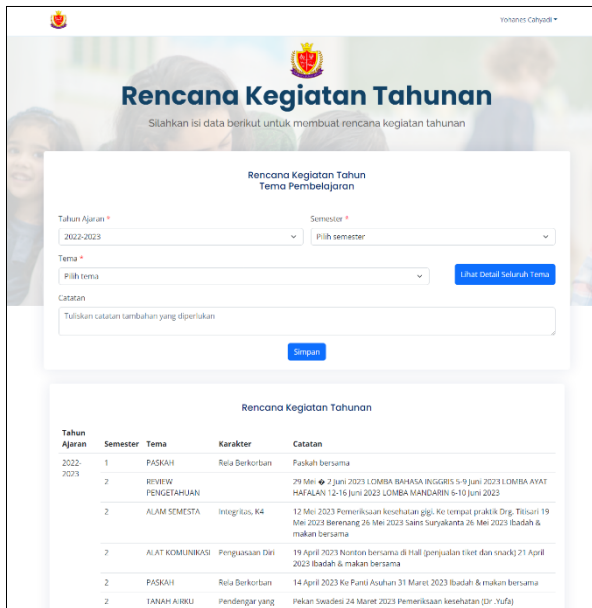 Yohanes Cahyadi
Rencana Kegiatan Tahunan
Silahkan isi data berikut untuk membuat rencana kegiatan tahunan
Rencana Kegiatan Tahun
Tema Pembelajaran
Tahun Ajaran *
Semester *
2022-2023
Pilih semester
Tema *
Pilih tema
Lihat Detail Seluruh Tema
Catatan
Tuliskan catatan tambahan yang diperlukan
Simpan
Rencana Kegiatan Tahunan
Tahun
Ajaran Semester Tema Karakter Catatan
2022- 1 PASKAH Rela Berkorban Paskah bersama
2023
2 REVIEW 29 Mei � 2 Juni 2023 LOMBA BAHASA INGGRIS 5-9 Juni 2023 LOMBA AYAT
PENGETAHUAN HAFALAN 12-16 Juni 2023 LOMBA MANDARIN 6-10 Juni 2023
2 ALAM SEMESTA Integritas, K4 12 Mei 2023 Pemeriksaan kesehatan gigi. Ke tempat praktik Drg. Titisari 19
Mei 2023 Berenang 26 Mei 2023 Sains Suryakanta 26 Mei 2023 Ibadah &
makan bersama
2 ALAT KOMUNIKASI Penguasaan Diri 19 April 2023 Nonton bersama di Hall (penjualan tiket dan snack) 21 April
2023 Ibadah & makan bersama
2 PASKAH Rela Berkorban 14 April 2023 Ke Panti Asuhan 31 Maret 2023 Ibadah & makan bersama
2 TANAH AIRKU Pendengar yang Pekan Swadesi 24 Maret 2023 Pemeriksaan kesehatan (Dr .Yufa)